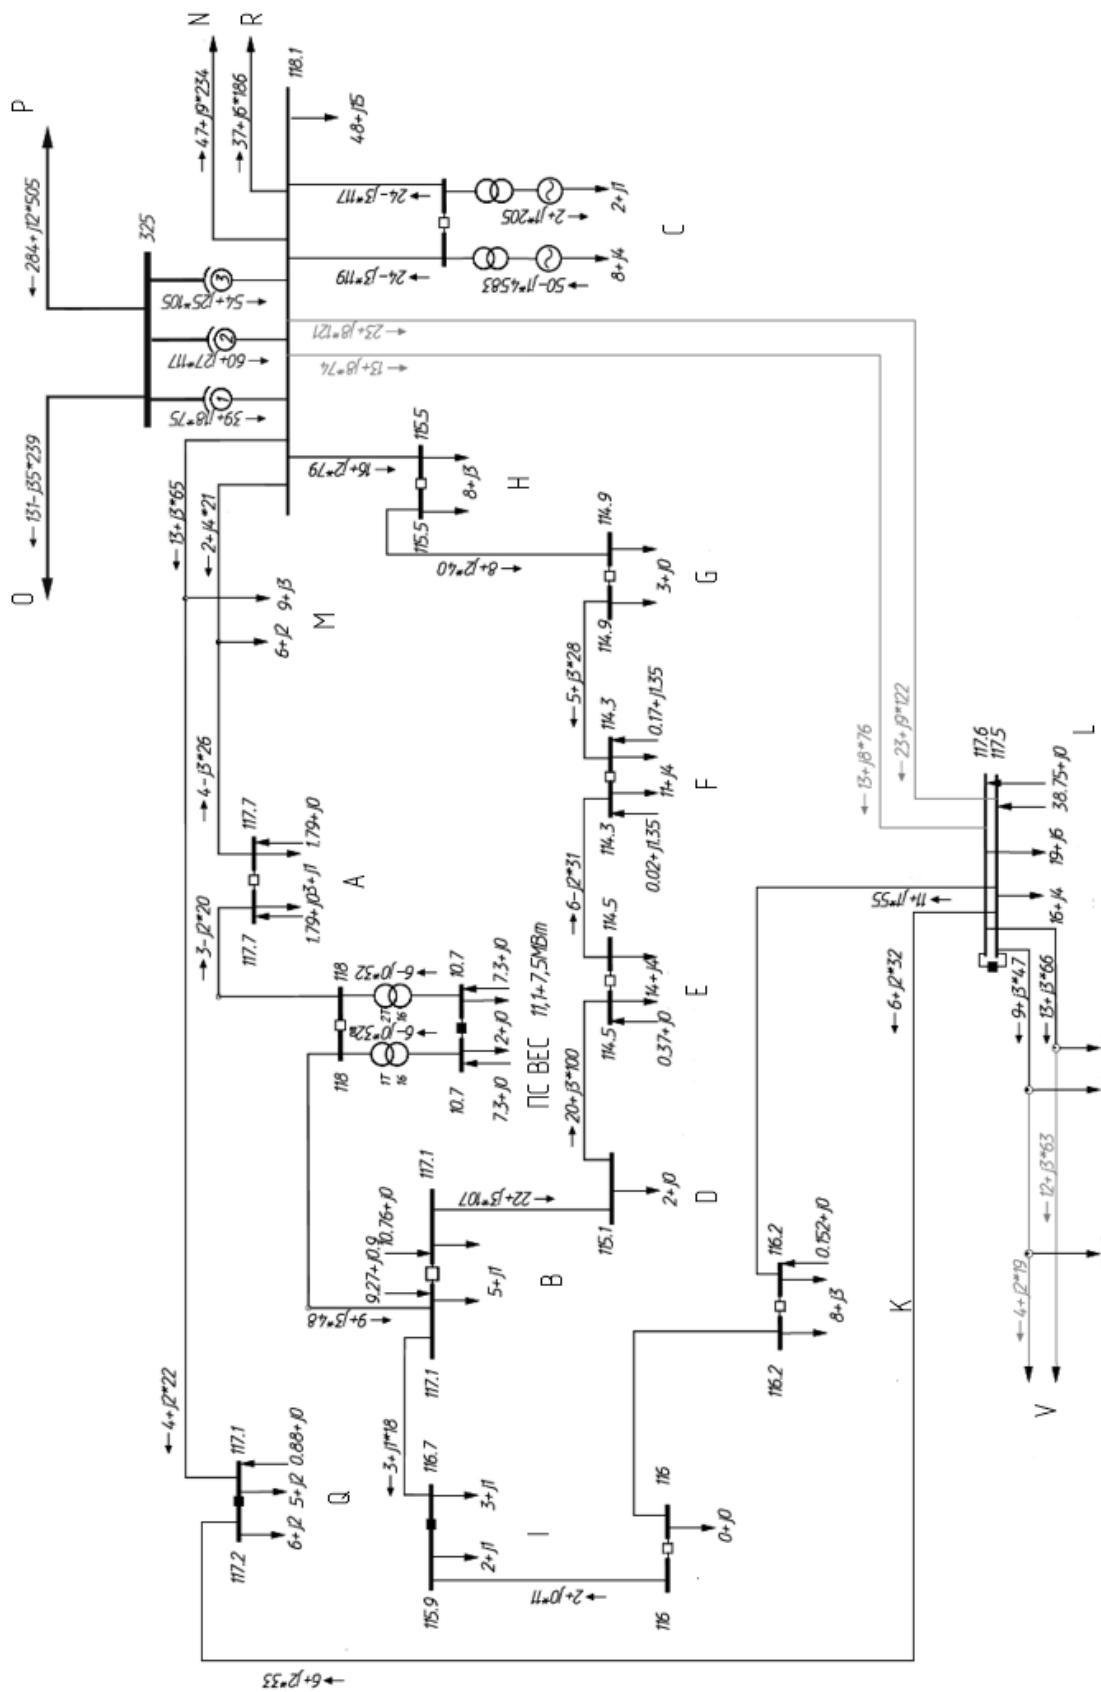 N
R
P
O
←284+j12*505
325
←131-j35*239
→47+j9*234
→37+j6*186
118.1
48+j15
54+j25*105→
60+j27*117→
39+j18*75→
3
2
1
←24-j3*117
←24-j3*119
2+j1*205→
←50-j1*4583
2+j1
8+j4
C
23+j8*121→
13+j8*74→
←13+j3*65
←2+j4*21
16+j2*79→
115.5
115.5
8+j3
H
8+j2*40→
114.9
114.9
3+j0
G
9+j3
6+j2
M
→4-j3*26
←5+j3*28
114.3
114.3
0.17+j1.35
11+j4
0.02+j1.35
F
117.7
117.7
1.79+j0
1.79+j0
3+j1
A
→3-j2*20
→6-j2*31
118
118
←6-j0*32
←6-j0*32
2T
16
1T
16
10.7
10.7
7.3+j0
2+j0
7.3+j0
ПС ВЕС 11,1+7,5МВт
114.5
114.5
14+j4
0.37+j0
E
→20+j3*100
117.1
117.1
10.76+j0
9.27+j0.9
5+j1
B
9+j3*48→
22+j3*107→
115.1
2+j0
D
←4+j2*22
117.1
117.2
0.88+j0
5+j2
6+j2
Q
←3+j1*18
116.7
115.9
3+j1
2+j1
I
←2+j0*11
116
116
0+j0
116.2
116.2
0.152+j0
8+j3
K
←6+j2*33
←6+j2*32
←11+j1*55
←13+j8*76
←23+j9*122
117.6
117.5
L
38.75+j0
19+j6
16+j4
←9+j3*47
←13+j3*66
←12+j3*63
←4+j2*19
V